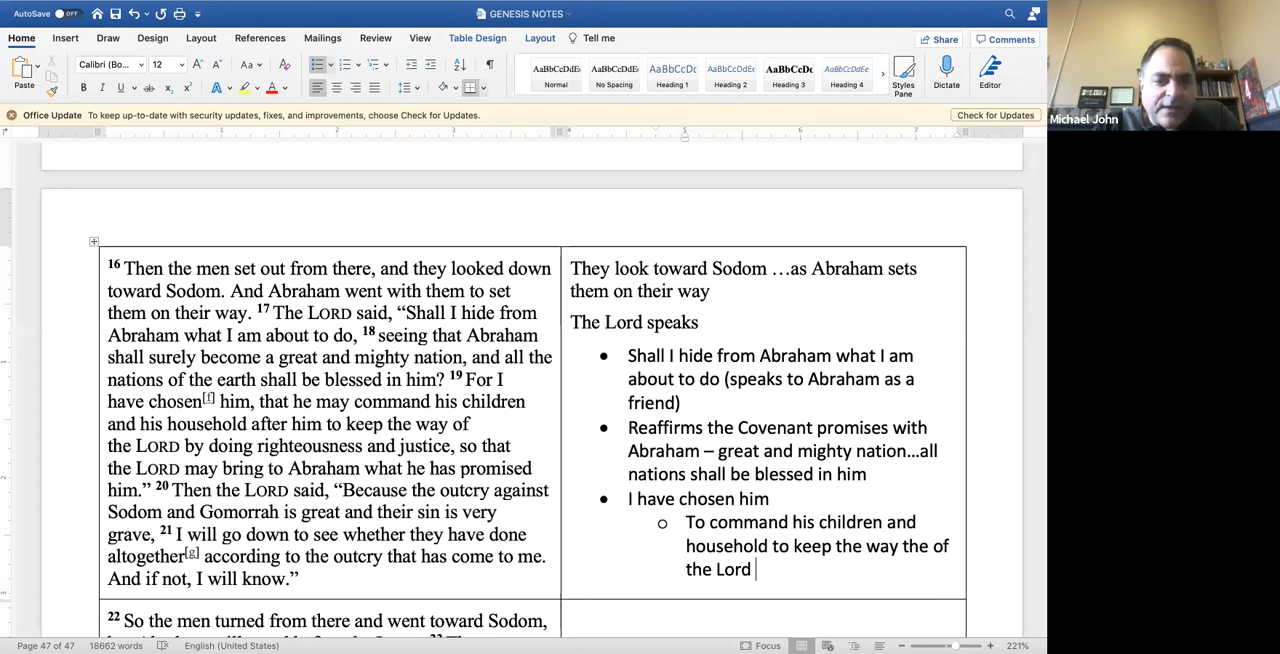 AutoSave OFF GENESIS NOTES
Home Insert Draw Design Layout References Mailings Review View Table Design Layout Tell me Share Comments
Paste Calibri (Bo... 12 AaBbCcDdEe Normal AaBbCcDdEe No Spacing AaBbCcDc Heading 1 AaBbCcDdEe Heading 2 AaBbCcDc Heading 3 AaBbCcDdEe Heading 4 Styles Pane Dictate Editor
Office Update To keep up-to-date with security updates, fixes, and improvements, choose Check for Updates. Check for Updates
Michael John
16 Then the men set out from there, and they looked down
toward Sodom. And Abraham went with them to set
them on their way. 17 The LORD said, “Shall I hide from
Abraham what I am about to do, 18 seeing that Abraham
shall surely become a great and mighty nation, and all the
nations of the earth shall be blessed in him? 19 For I
have chosen[f] him, that he may command his children
and his household after him to keep the way of
the LORD by doing righteousness and justice, so that
the LORD may bring to Abraham what he has promised
him.” 20 Then the LORD said, “Because the outcry against
Sodom and Gomorrah is great and their sin is very
grave, 21 I will go down to see whether they have done
altogether[g] according to the outcry that has come to me.
And if not, I will know.”
22 So the men turned from there and went toward Sodom,
They look toward Sodom …as Abraham sets
them on their way
The Lord speaks
• Shall I hide from Abraham what I am
about to do (speaks to Abraham as a
friend)
• Reaffirms the Covenant promises with
Abraham – great and mighty nation…all
nations shall be blessed in him
• I have chosen him
o To command his children and
household to keep the way the of
the Lord
Page 47 of 47 18662 words English (United States) Focus 221%